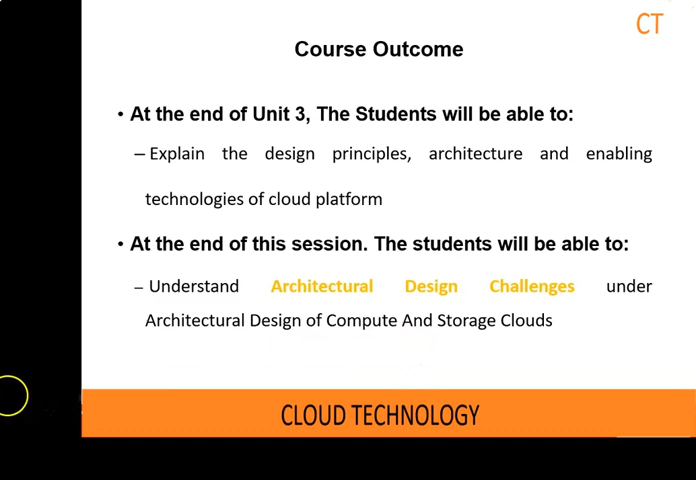 CT
Course Outcome
• At the end of Unit 3, The Students will be able to:
– Explain the design principles, architecture and enabling
technologies of cloud platform
• At the end of this session. The students will be able to:
– Understand Architectural Design Challenges under
Architectural Design of Compute And Storage Clouds
CLOUD TECHNOLOGY